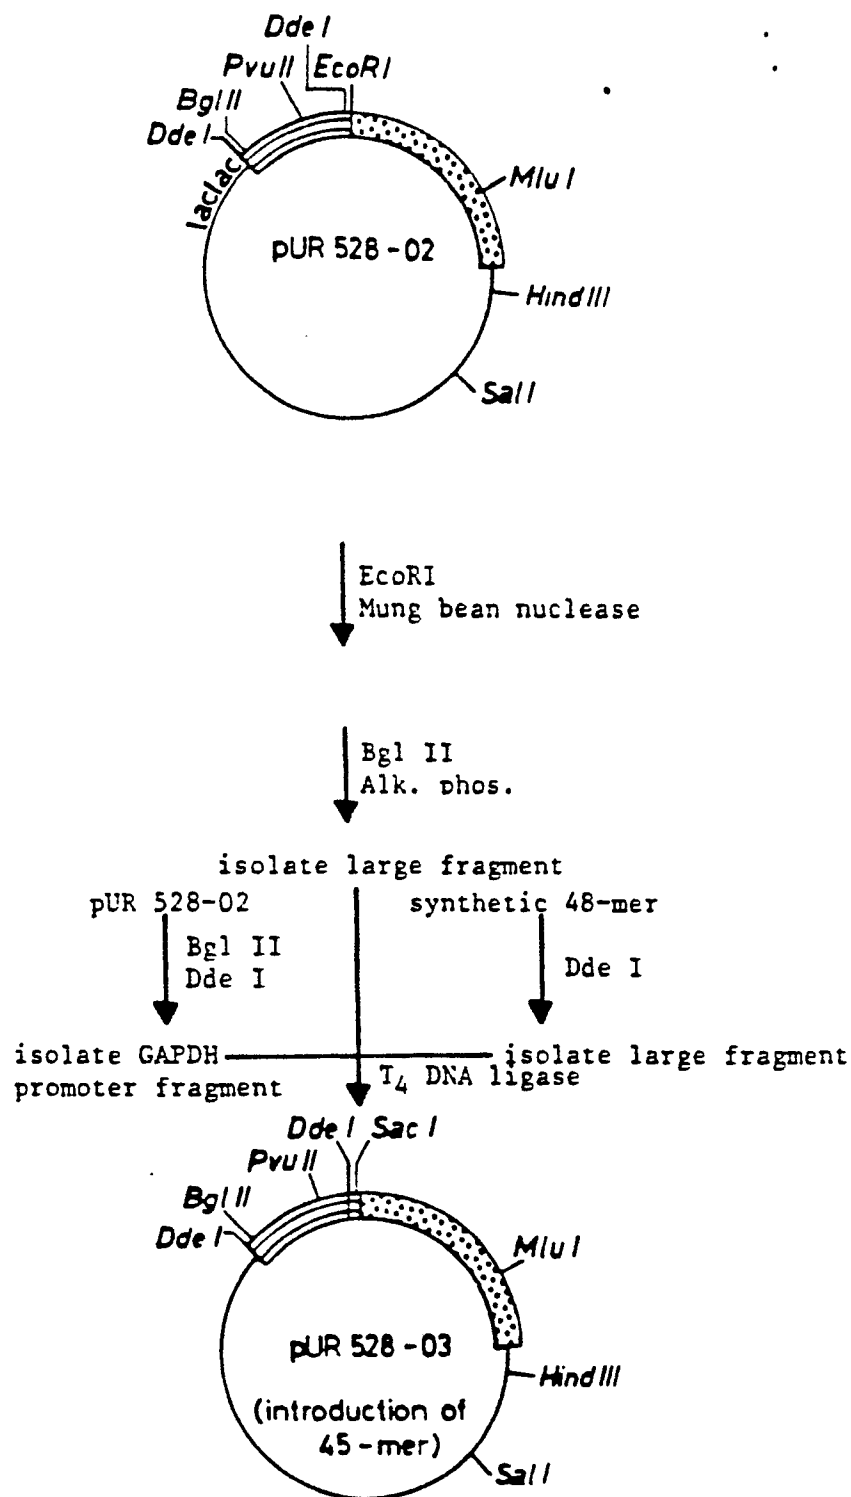 Dde I
Pvu II EcoRI
Bgl II
Dde I
laclac
Mlu I
pUR 528-02
Hind III
Sal I
EcoRI
Mung bean nuclease
Bgl II
Alk. phos.
isolate large fragment
pUR 528-02 synthetic 48-mer
Bgl II
Dde I
Dde I
isolate GAPDH isolate large fragment
promoter fragment
T4 DNA ligase
Dde I Sac I
Pvu II
Bgl II
Dde I
Mlu I
pUR 528-03
Hind III
(introduction of
45-mer)
Sal I